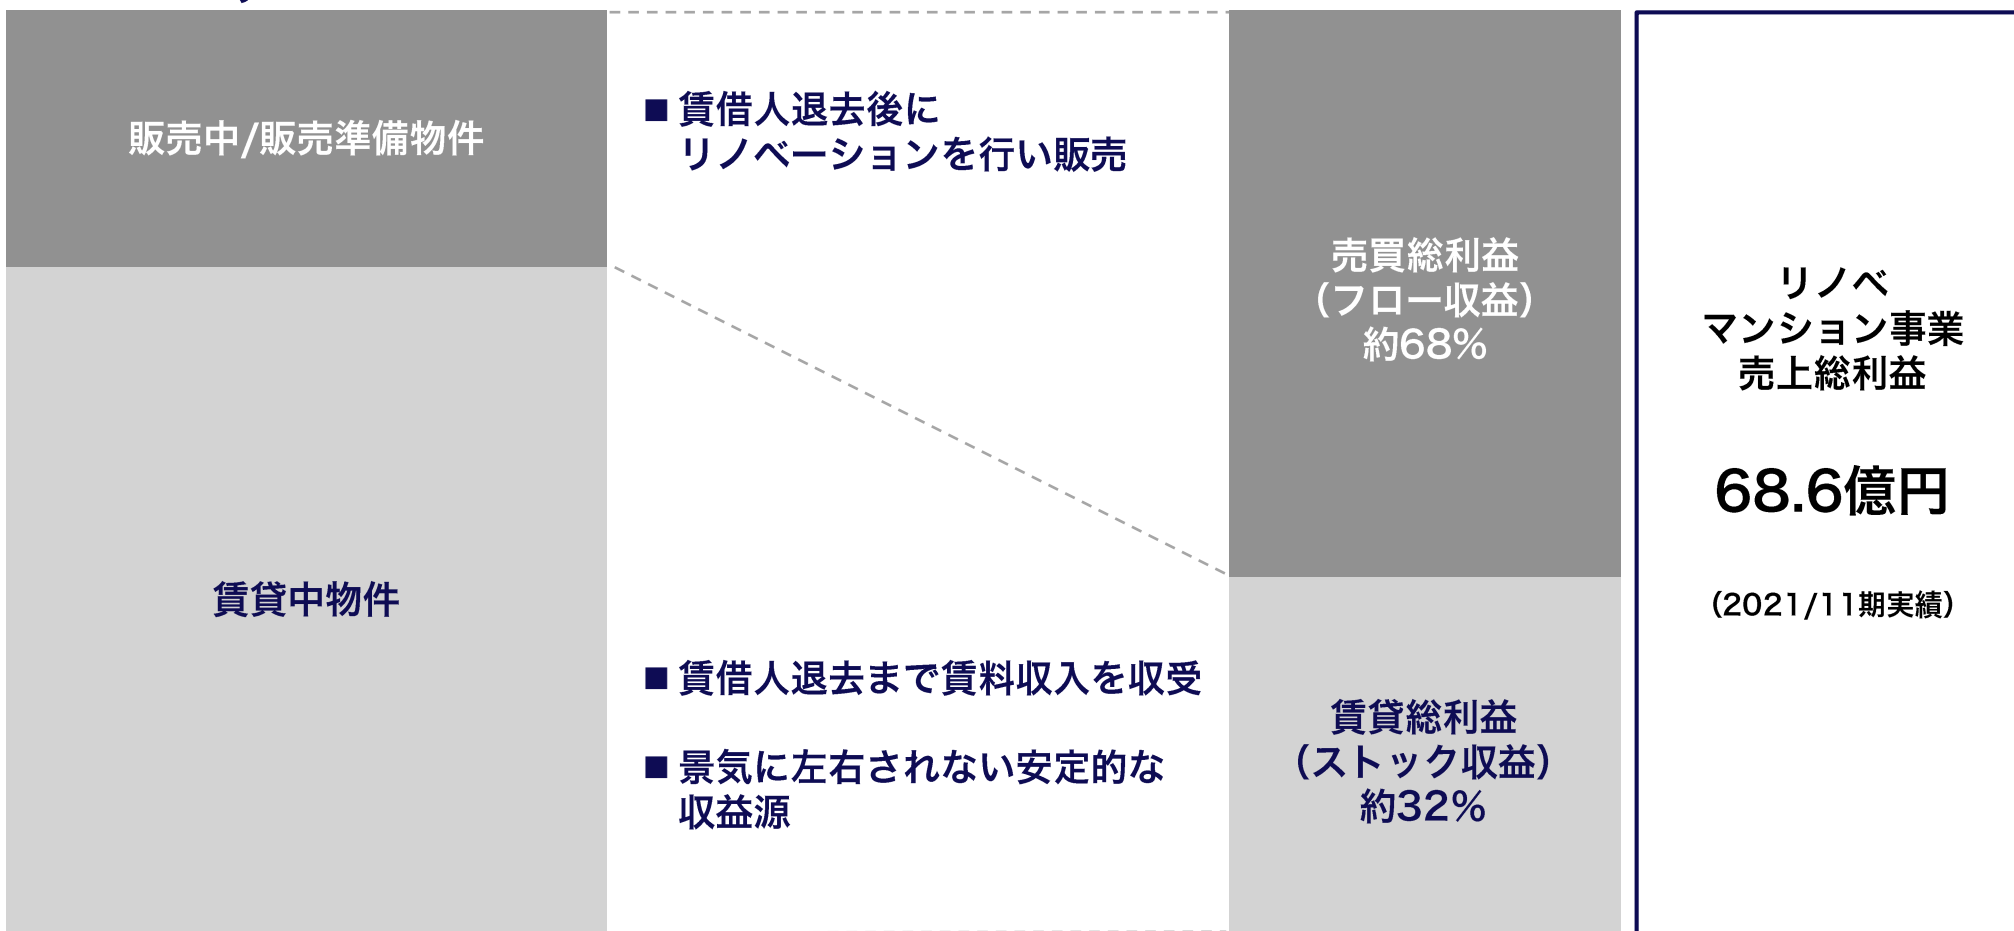 販売中/販売準備物件
■ 賃借人退去後に
リノベーションを行い販売
売買総利益
（フロー収益）
約68%
リノベ
マンション事業
売上総利益
68.6億円
（2021/11期実績）
賃貸中物件
■ 賃借人退去まで賃料収入を収受
■ 景気に左右されない安定的な
収益源
賃貸総利益
（ストック収益）
約32%